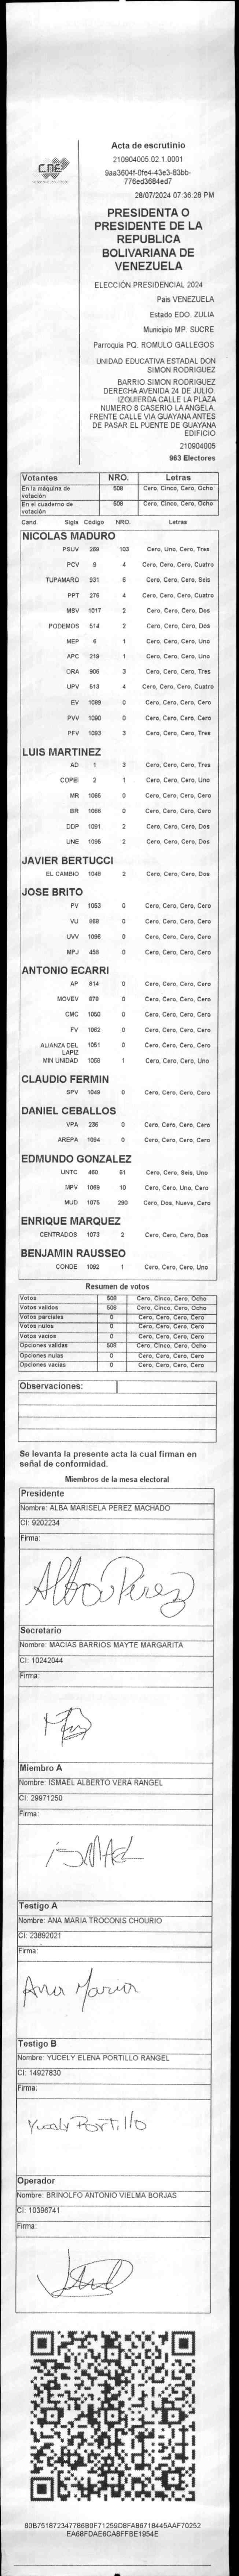 CNE
Acta de escrutinio
210904005.02.1.0001
9aa3604f-0fe4-43e3-83bb-
776ed3684ed7
28/07/2024 07:36:28 PM
PRESIDENTA O
PRESIDENTE DE LA
REPUBLICA
BOLIVARIANA DE
VENEZUELA
ELECCIÓN PRESIDENCIAL 2024
Pais VENEZUELA
Estado EDO. ZULIA
Municipio MP. SUCRE
Parroquia PQ. ROMULO GALLEGOS
UNIDAD EDUCATIVA ESTADAL DON
SIMON RODRIGUEZ
BARRIO SIMON RODRIGUEZ
DERECHA AVENIDA 24 DE JULIO.
IZQUIERDA CALLE LA PLAZA
NUMERO 8 CASERIO LA ANGELA.
FRENTE CALLE VIA GUAYANA ANTES
DE PASAR EL PUENTE DE GUAYANA
EDIFICIO
210904005
963 Electores
Votantes NRO. Letras
En la máquina de votación 508 Cero, Cinco, Cero, Ocho
En el cuaderno de votación 508 Cero, Cinco, Cero, Ocho
Cand. Sigla Código NRO. Letras
NICOLAS MADURO
PSUV 289 103 Cero, Uno, Cero, Tres
PCV 9 4 Cero, Cero, Cero, Cuatro
TUPAMARO 931 6 Cero, Cero, Cero, Seis
PPT 276 4 Cero, Cero, Cero, Cuatro
MSV 1017 2 Cero, Cero, Cero, Dos
PODEMOS 514 2 Cero, Cero, Cero, Dos
MEP 6 1 Cero, Cero, Cero, Uno
APC 219 1 Cero, Cero, Cero, Uno
ORA 906 3 Cero, Cero, Cero, Tres
UPV 613 4 Cero, Cero, Cero, Cuatro
EV 1089 0 Cero, Cero, Cero, Cero
PVV 1090 0 Cero, Cero, Cero, Cero
PFV 1093 3 Cero, Cero, Cero, Tres
LUIS MARTINEZ
AD 1 3 Cero, Cero, Cero, Tres
COPEI 2 1 Cero, Cero, Cero, Uno
MR 1065 0 Cero, Cero, Cero, Cero
BR 1066 0 Cero, Cero, Cero, Cero
DDP 1091 2 Cero, Cero, Cero, Dos
UNE 1095 2 Cero, Cero, Cero, Dos
JAVIER BERTUCCI
EL CAMBIO 1048 2 Cero, Cero, Cero, Dos
JOSE BRITO
PV 1053 0 Cero, Cero, Cero, Cero
VU 868 0 Cero, Cero, Cero, Cero
UVV 1096 0 Cero, Cero, Cero, Cero
MPJ 458 0 Cero, Cero, Cero, Cero
ANTONIO ECARRI
AP 814 0 Cero, Cero, Cero, Cero
MOVEV 878 0 Cero, Cero, Cero, Cero
CMC 1050 0 Cero, Cero, Cero, Cero
FV 1062 0 Cero, Cero, Cero, Cero
ALIANZA DEL LAPIZ 1051 0 Cero, Cero, Cero, Cero
MIN UNIDAD 1068 1 Cero, Cero, Cero, Uno
CLAUDIO FERMIN
SPV 1049 0 Cero, Cero, Cero, Cero
DANIEL CEBALLOS
VPA 236 0 Cero, Cero, Cero, Cero
AREPA 1094 0 Cero, Cero, Cero, Cero
EDMUNDO GONZALEZ
UNTC 460 61 Cero, Cero, Seis, Uno
MPV 1069 10 Cero, Cero, Uno, Cero
MUD 1075 290 Cero, Dos, Nueve, Cero
ENRIQUE MARQUEZ
CENTRADOS 1073 2 Cero, Cero, Cero, Dos
BENJAMIN RAUSSEO
CONDE 1092 1 Cero, Cero, Cero, Uno
Resumen de votos
Votos 508 Cero, Cinco, Cero, Ocho
Votos validos 508 Cero, Cinco, Cero, Ocho
Votos parciales 0 Cero, Cero, Cero, Cero
Votos nulos 0 Cero, Cero, Cero, Cero
Votos vacios 0 Cero, Cero, Cero, Cero
Opciones validas 508 Cero, Cinco, Cero, Ocho
Opciones nulas 0 Cero, Cero, Cero, Cero
Opciones vacias 0 Cero, Cero, Cero, Cero
Observaciones:
Se levanta la presente acta la cual firman en
señal de conformidad.
Miembros de la mesa electoral
Presidente
Nombre: ALBA MARISELA PEREZ MACHADO
CI: 9202234
Firma:
Alba Perez
Secretario
Nombre: MACIAS BARRIOS MAYTE MARGARITA
CI: 10242044
Firma:
Miembro A
Nombre: ISMAEL ALBERTO VERA RANGEL
CI: 29971250
Firma:
ISMAEL
Testigo A
Nombre: ANA MARIA TROCONIS CHOURIO
CI: 23892021
Firma:
Ana Maria
Testigo B
Nombre: YUCELY ELENA PORTILLO RANGEL
CI: 14927830
Firma:
Yucely Portillo
Operador
Nombre: BRINOLFO ANTONIO VIELMA BORJAS
CI: 10396741
Firma:
80B751872347786B0F71259D8FA86718445AAF70252
EA68FDAE6CA8FFBE1954E